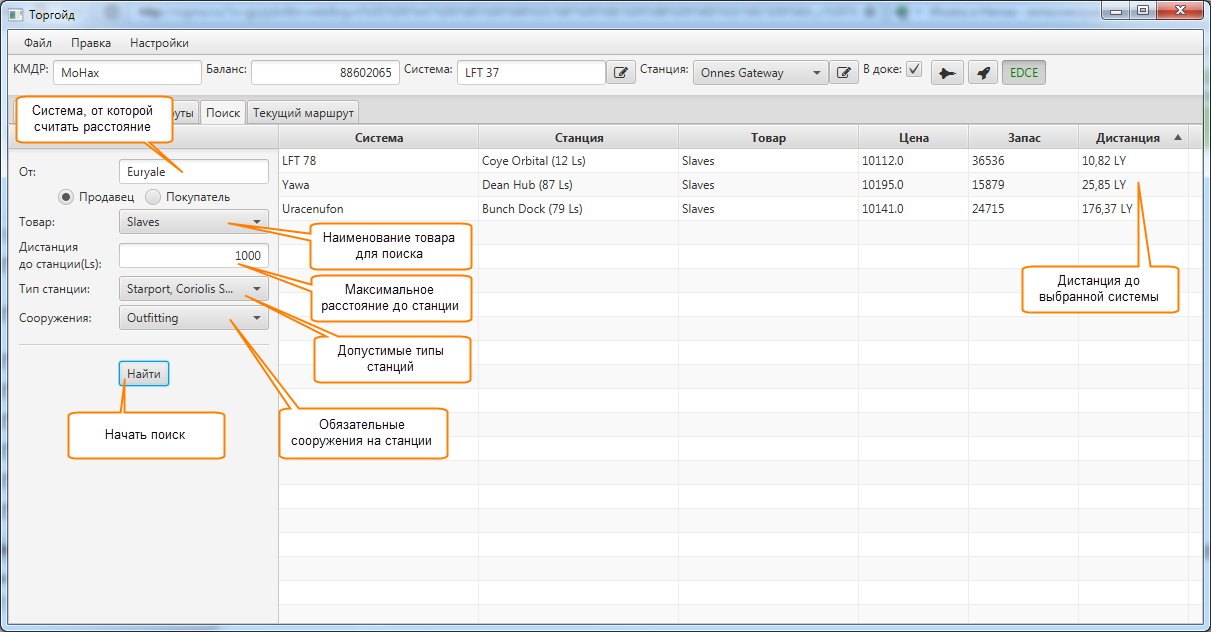 Торгойд
Файл Правка Настройки
КМДР: МоНах Баланс: 88602065 Система: LFT 37 Станция: Onnes Gateway В доке: EDCE
Поиск Текущий маршрут
Система, от которой
считать расстояние
Система Станция Товар Цена Запас Дистанция
LFT 78 Coye Orbital (12 Ls) Slaves 10112.0 36536 10,82 LY
Yawa Dean Hub (87 Ls) Slaves 10195.0 15879 25,85 LY
Uracenufon Bunch Dock (79 Ls) Slaves 10141.0 24715 176,37 LY
От: Euryale
Продавец Покупатель
Товар: Slaves
Дистанция
до станции(Ls): 1000
Тип станции: Starport, Coriolis S...
Сооружения: Outfitting
Найти
Наименование товара
для поиска
Максимальное
расстояние до станции
Допустимые типы
станций
Обязательные
сооружения на станции
Начать поиск
Дистанция до
выбранной системы